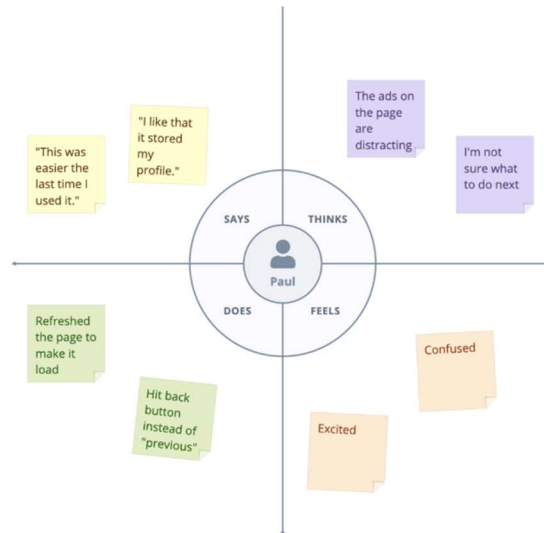 "This was
easier the
last time I
used it."
"I like that
it stored
my
profile."
The ads on
the page
are
distracting
I'm not
sure what
to do next
SAYS
THINKS
Paul
DOES
FEELS
Refreshed
the page to
make it
load
Hit back
button
instead of
"previous"
Confused
Excited